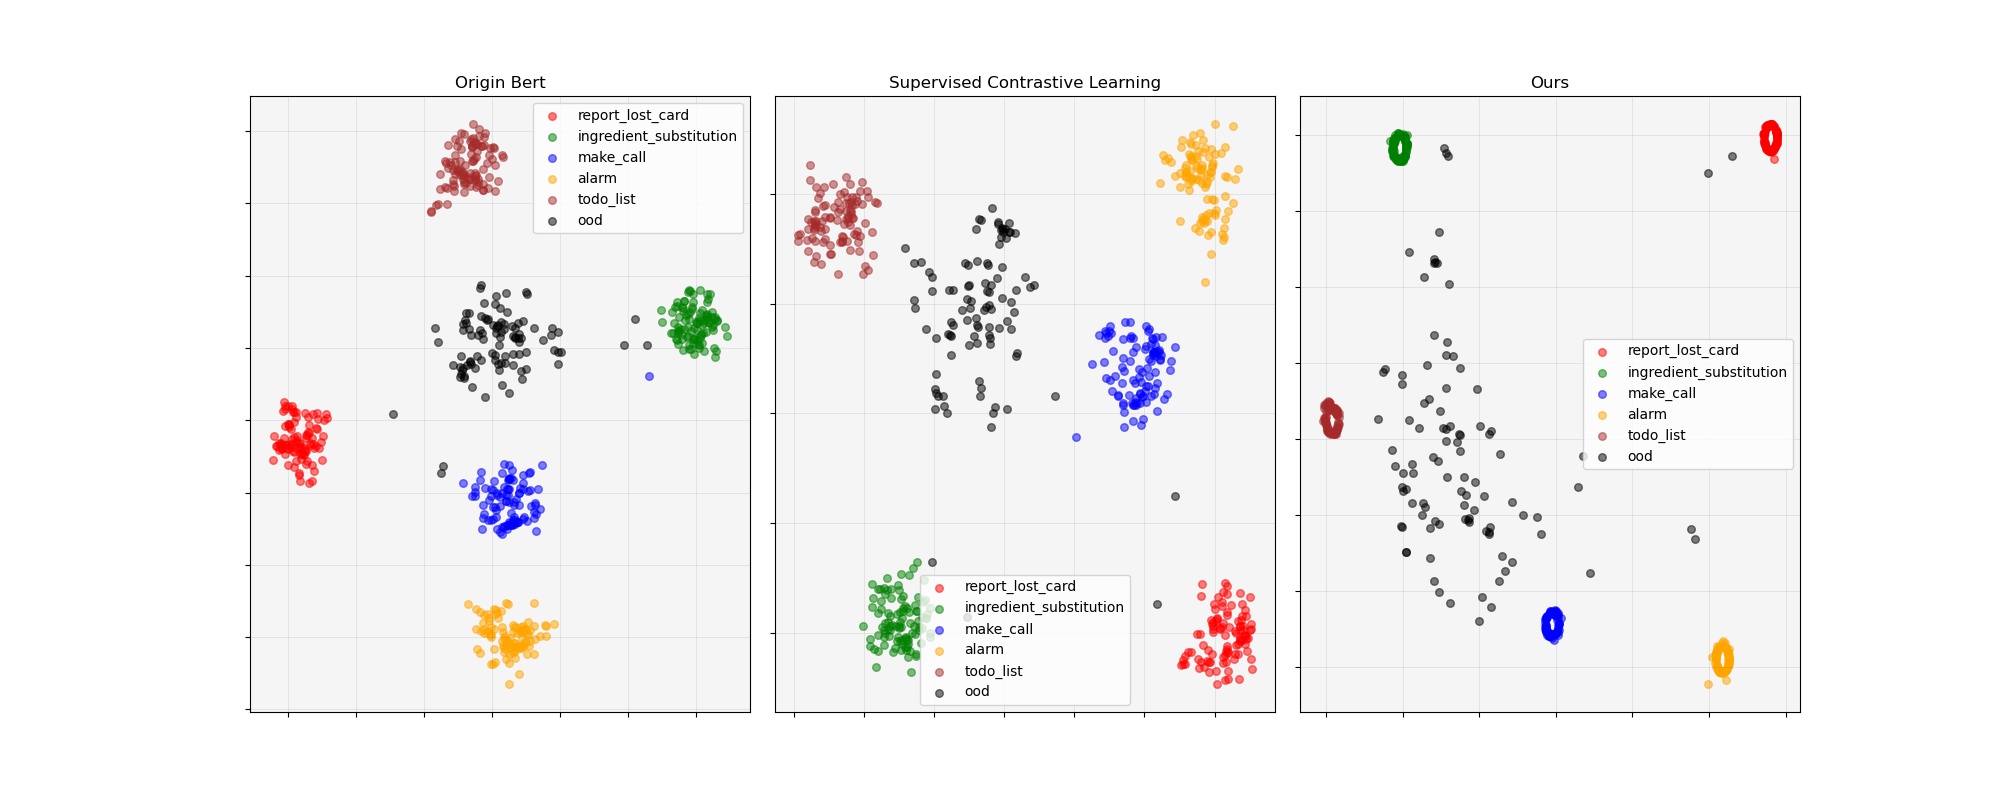 Origin Bert
report_lost_card
ingredient_substitution
make_call
alarm
todo_list
ood
Supervised Contrastive Learning
report_lost_card
ingredient_substitution
make_call
alarm
todo_list
ood
Ours
report_lost_card
ingredient_substitution
make_call
alarm
todo_list
ood